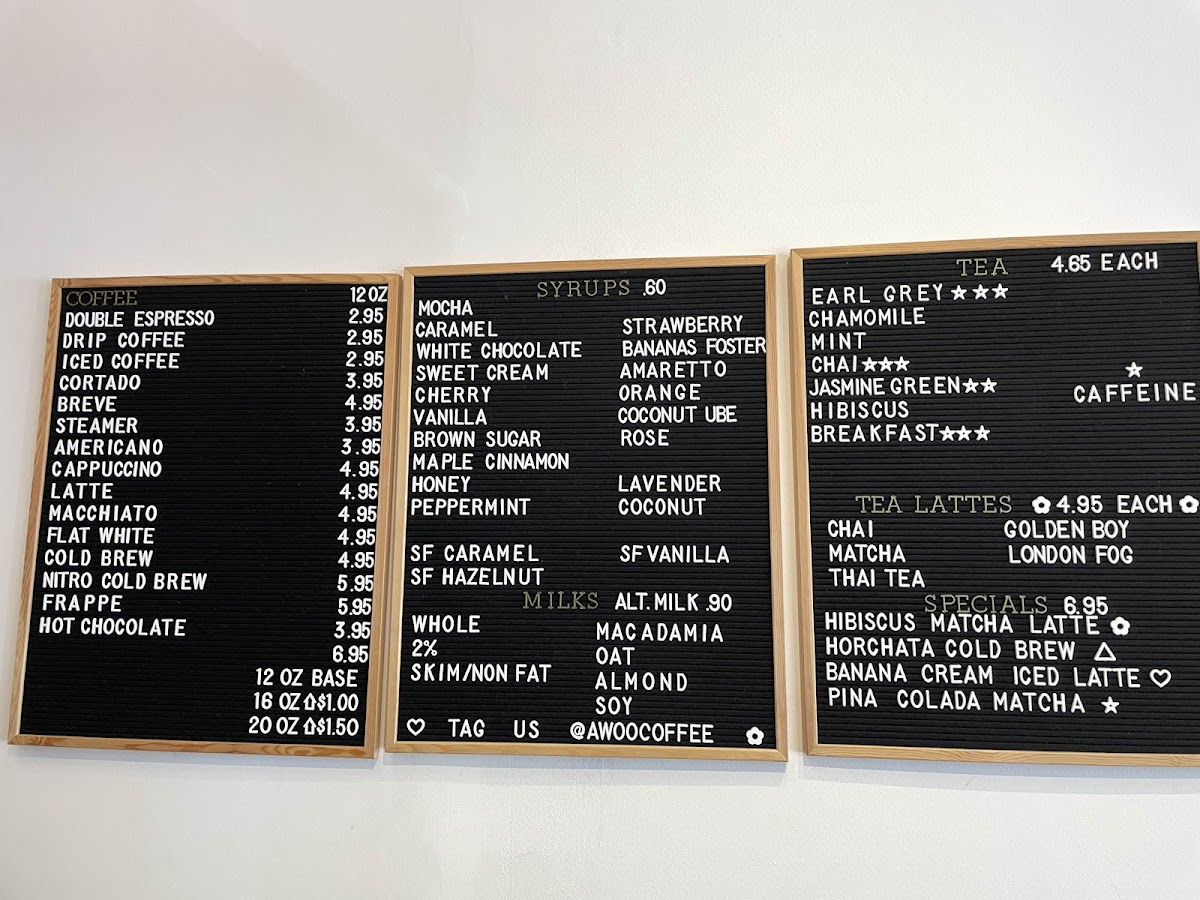 COFFEE 12 OZ
DOUBLE ESPRESSO 2.95
DRIP COFFEE 2.95
ICED COFFEE 2.95
CORTADO 3.95
BREVE 4.95
STEAMER 3.95
AMERICANO 3.95
CAPPUCCINO 4.95
LATTE 4.95
MACCHIATO 4.95
FLAT WHITE 4.95
COLD BREW 4.95
NITRO COLD BREW 5.95
FRAPPE 5.95
HOT CHOCOLATE 3.95
6.95
12 OZ BASE
16 OZ ⇧$1.00
20 OZ ⇧$1.50
SYRUPS .60
MOCHA
CARAMEL STRAWBERRY
WHITE CHOCOLATE BANANAS FOSTER
SWEET CREAM AMARETTO
CHERRY ORANGE
VANILLA COCONUT UBE
BROWN SUGAR ROSE
MAPLE CINNAMON
HONEY LAVENDER
PEPPERMINT COCONUT
SF CARAMEL SF VANILLA
SF HAZELNUT
MILKS ALT. MILK .90
WHOLE MACADAMIA
2% OAT
SKIM/NON FAT ALMOND
SOY
♡ TAG US @AWOOCOFFEE ✿
TEA 4.65 EACH
EARL GREY ★★★
CHAMOMILE
MINT
CHAI ★★★ ★
JASMINE GREEN ★★ CAFFEINE
HIBISCUS
BREAKFAST ★★★
TEA LATTES ✿ 4.95 EACH ✿
CHAI GOLDEN BOY
MATCHA LONDON FOG
THAI TEA
SPECIALS 6.95
HIBISCUS MATCHA LATTE ✿
HORCHATA COLD BREW △
BANANA CREAM ICED LATTE ♡
PINA COLADA MATCHA ★